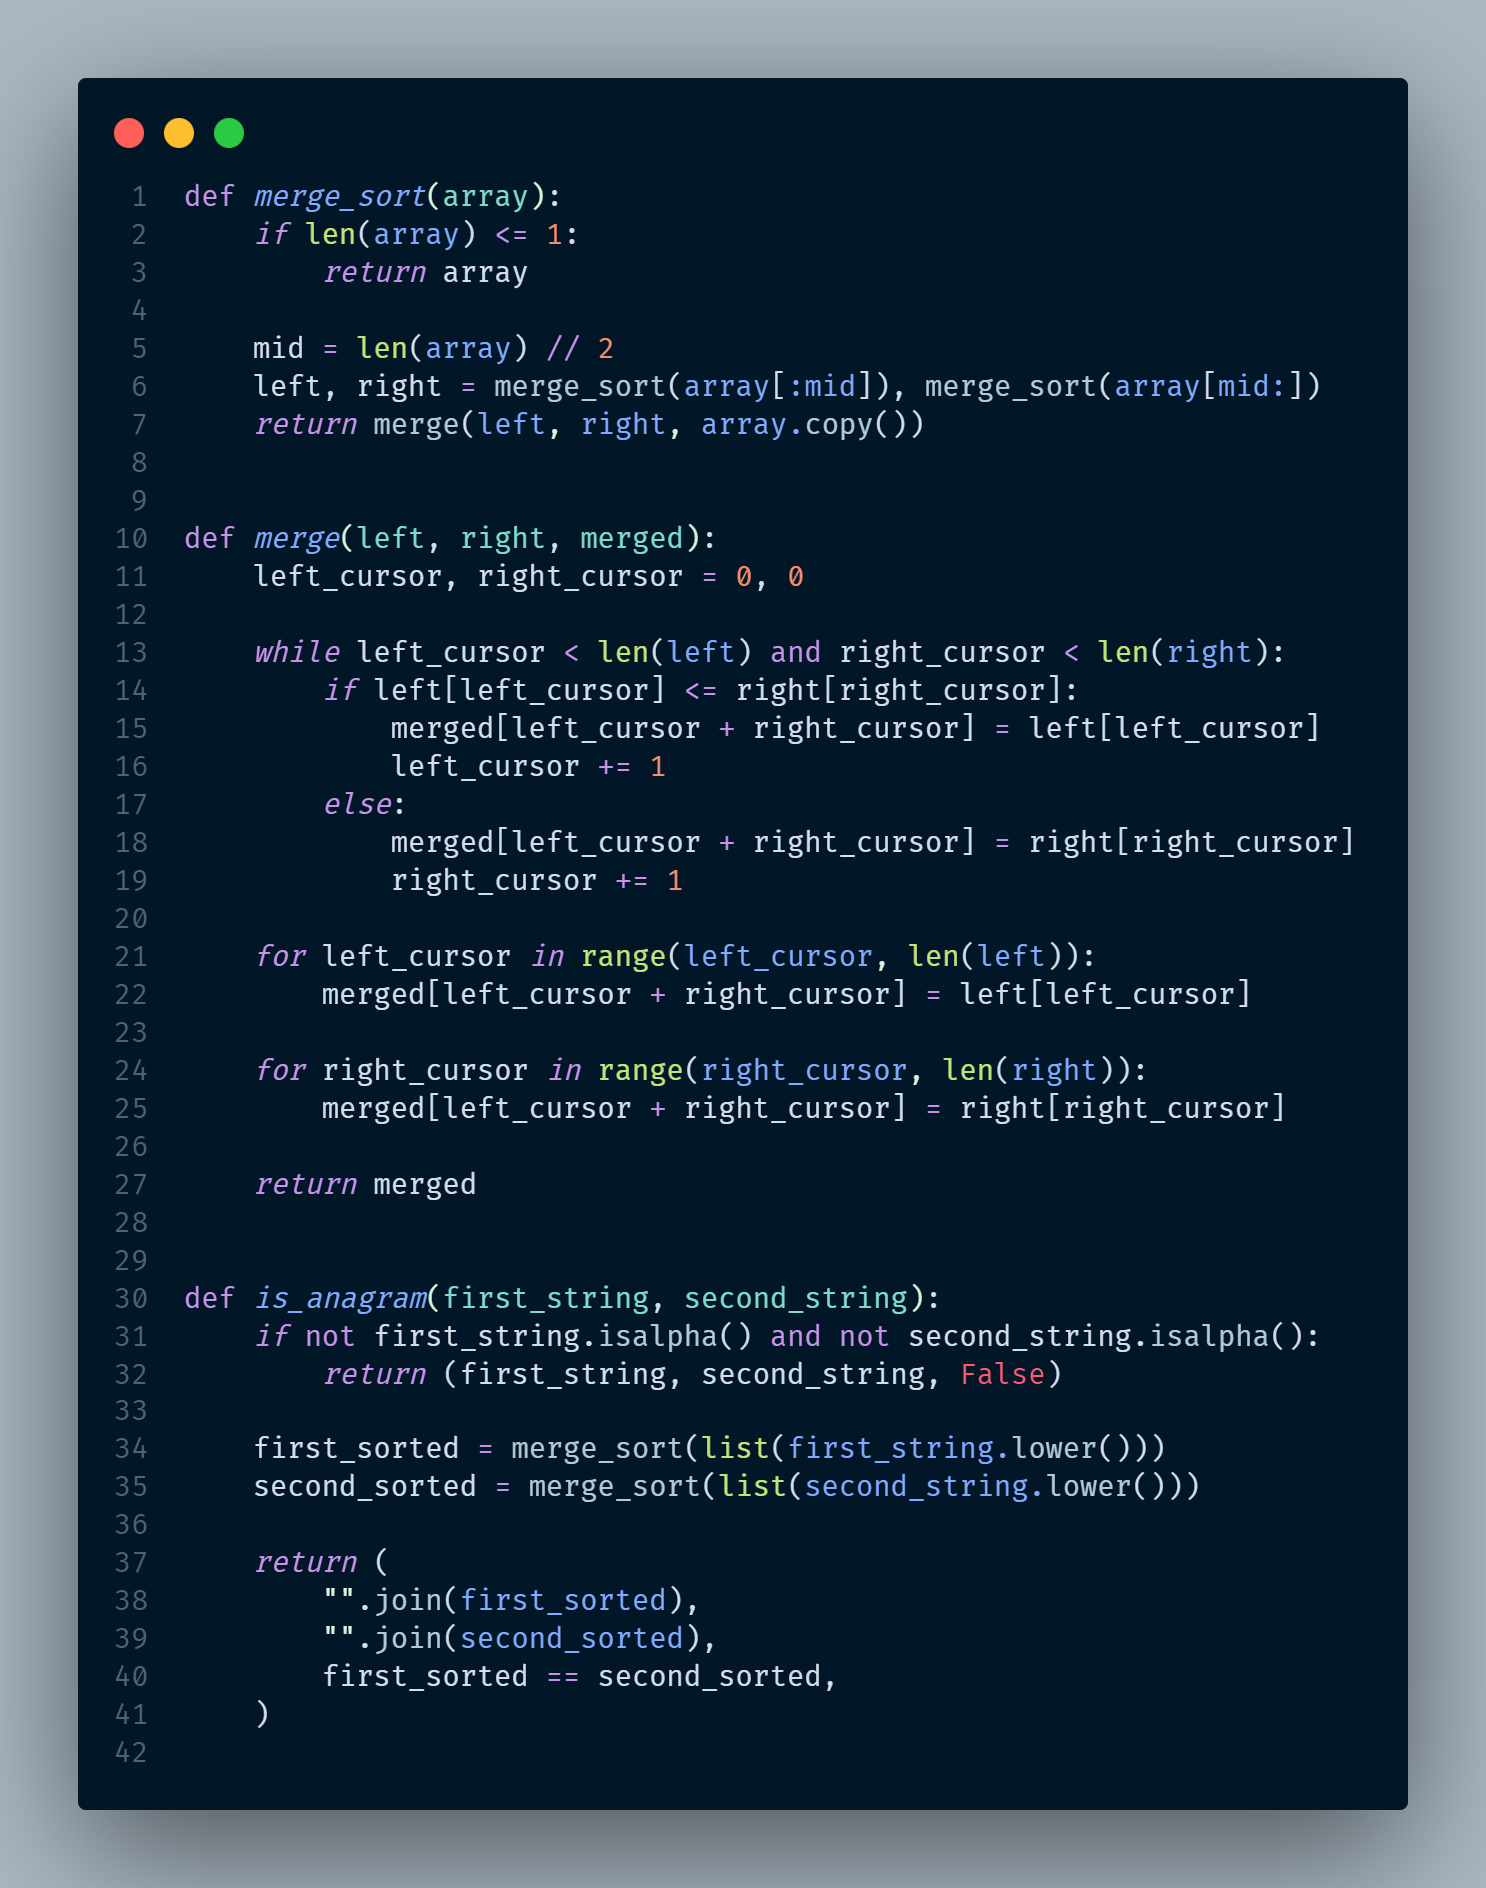 1 def merge_sort(array):
2     if len(array) <= 1:
3         return array
4
5     mid = len(array) // 2
6     left, right = merge_sort(array[:mid]), merge_sort(array[mid:])
7     return merge(left, right, array.copy())
8
9
10 def merge(left, right, merged):
11     left_cursor, right_cursor = 0, 0
12
13     while left_cursor < len(left) and right_cursor < len(right):
14         if left[left_cursor] <= right[right_cursor]:
15             merged[left_cursor + right_cursor] = left[left_cursor]
16             left_cursor += 1
17         else:
18             merged[left_cursor + right_cursor] = right[right_cursor]
19             right_cursor += 1
20
21     for left_cursor in range(left_cursor, len(left)):
22         merged[left_cursor + right_cursor] = left[left_cursor]
23
24     for right_cursor in range(right_cursor, len(right)):
25         merged[left_cursor + right_cursor] = right[right_cursor]
26
27     return merged
28
29
30 def is_anagram(first_string, second_string):
31     if not first_string.isalpha() and not second_string.isalpha():
32         return (first_string, second_string, False)
33
34     first_sorted = merge_sort(list(first_string.lower()))
35     second_sorted = merge_sort(list(second_string.lower()))
36
37     return (
38         "".join(first_sorted),
39         "".join(second_sorted),
40         first_sorted == second_sorted,
41     )
42